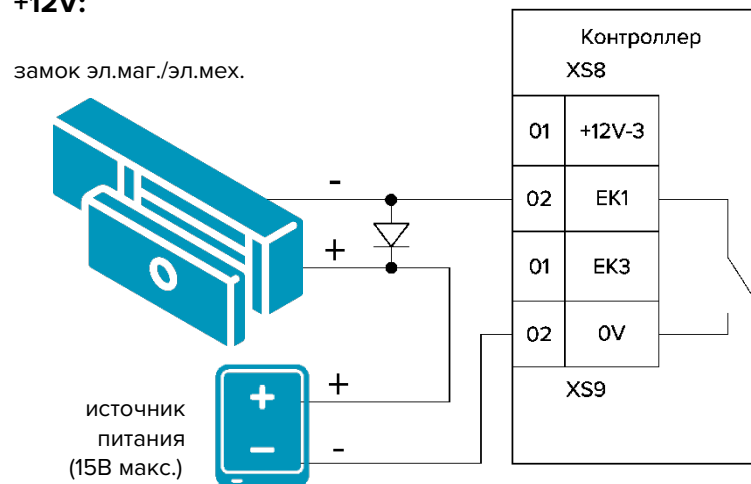 +12V:
Контроллер
XS8
замок эл.маг./эл.мех.
01 +12V-3
-
02 EK1
+
01 EK3
02 0V
XS9
+
+
источник
питания
(15В макс.)
−
-